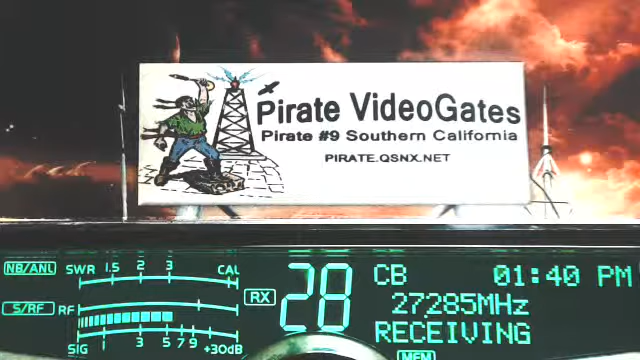 Pirate VideoGates
Pirate #9 Southern California
PIRATE.QSNX.NET
NB/ANL SWR 1.5 2 3 CAL
S/RF RF
SIG 1 3 5 7 9 +30dB
RX 28
CB 01:40 PM
27285MHz
RECEIVING
MEM